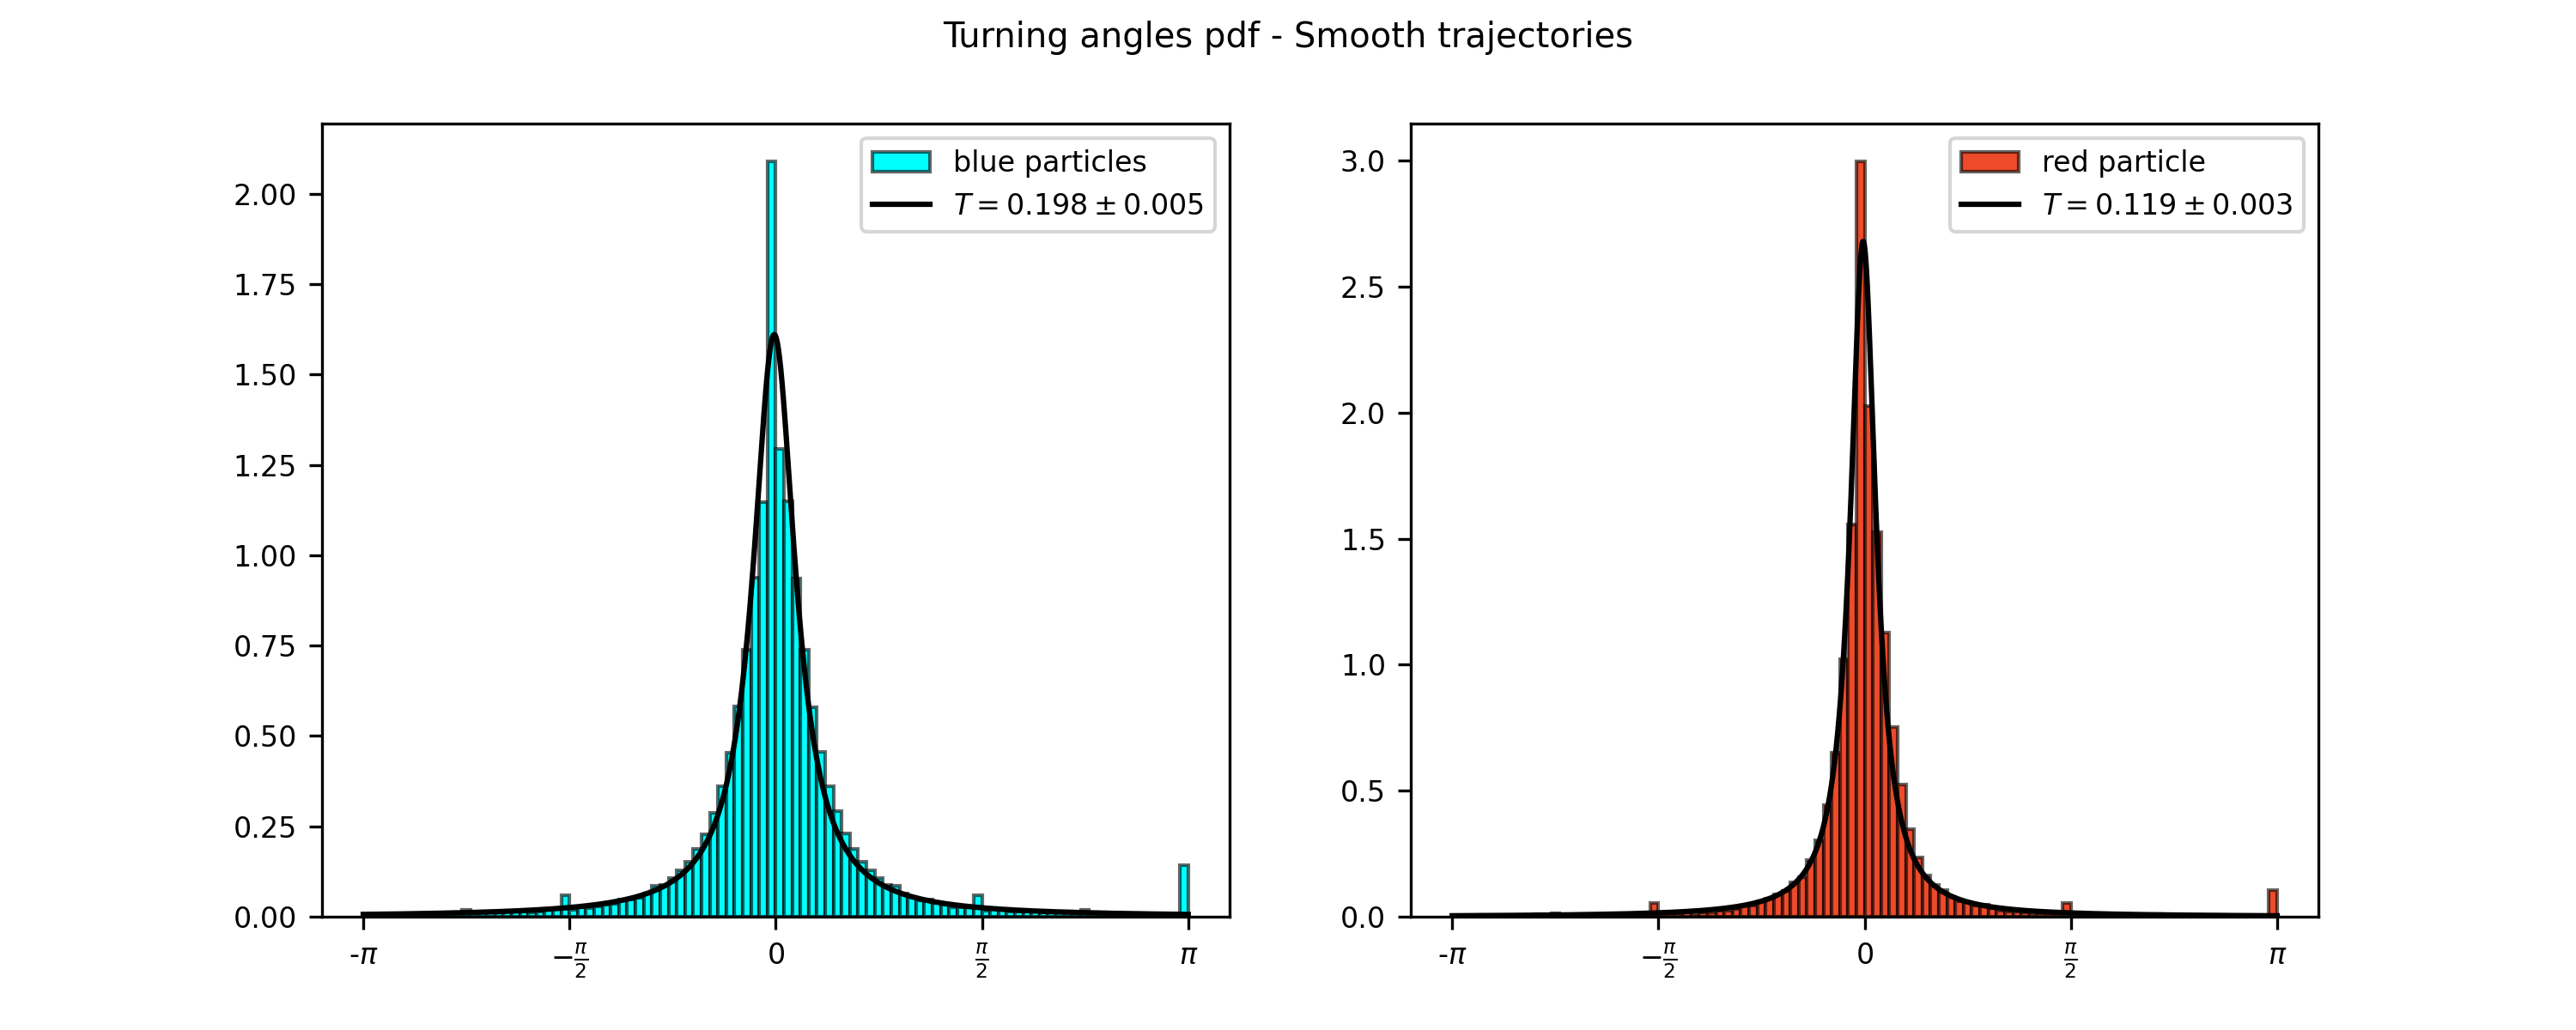 Turning angles pdf - Smooth trajectories
blue particles
T = 0.198 ± 0.005
2.00
1.75
1.50
1.25
1.00
0.75
0.50
0.25
0.00
-π
−π/2
0
π/2
π
red particle
T = 0.119 ± 0.003
3.0
2.5
2.0
1.5
1.0
0.5
0.0
-π
−π/2
0
π/2
π